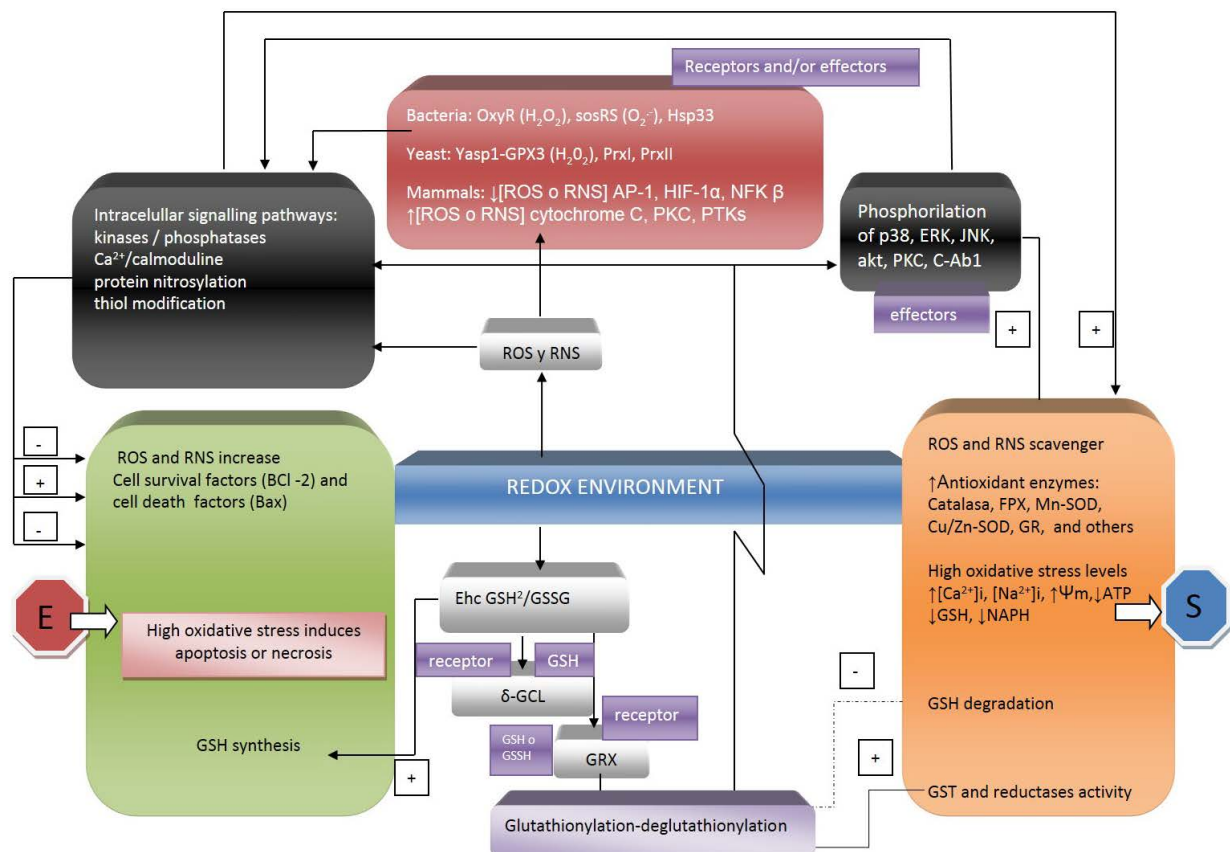 Receptors and/or effectors
Bacteria: OxyR (H₂O₂), sosRS (O₂·-), Hsp33
Yeast: Yasp1-GPX3 (H₂0₂), PrxI, PrxII
Mammals: ↓[ROS o RNS] AP-1, HIF-1α, NFK β
↑[ROS o RNS] cytochrome C, PKC, PTKs
Intracelullar signalling pathways:
kinases / phosphatases
Ca²⁺/calmoduline
protein nitrosylation
thiol modification
Phosphorilation
of p38, ERK, JNK,
akt, PKC, C-Ab1
effectors
+
+
ROS y RNS
-
+
-
ROS and RNS increase
Cell survival factors (BCl -2) and
cell death factors (Bax)
REDOX ENVIRONMENT
ROS and RNS scavenger
↑Antioxidant enzymes:
Catalasa, FPX, Mn-SOD,
Cu/Zn-SOD, GR, and others
High oxidative stress levels
↑[Ca²⁺]i, [Na²⁺]i, ↑Ψm,↓ATP
↓GSH, ↓NAPH
E
High oxidative stress induces
apoptosis or necrosis
S
Ehc GSH²/GSSG
receptor
GSH
δ-GCL
receptor
GSH o
GSSH
GRX
GSH synthesis
+
-
GSH degradation
+
GST and reductases activity
Glutathionylation-deglutathionylation